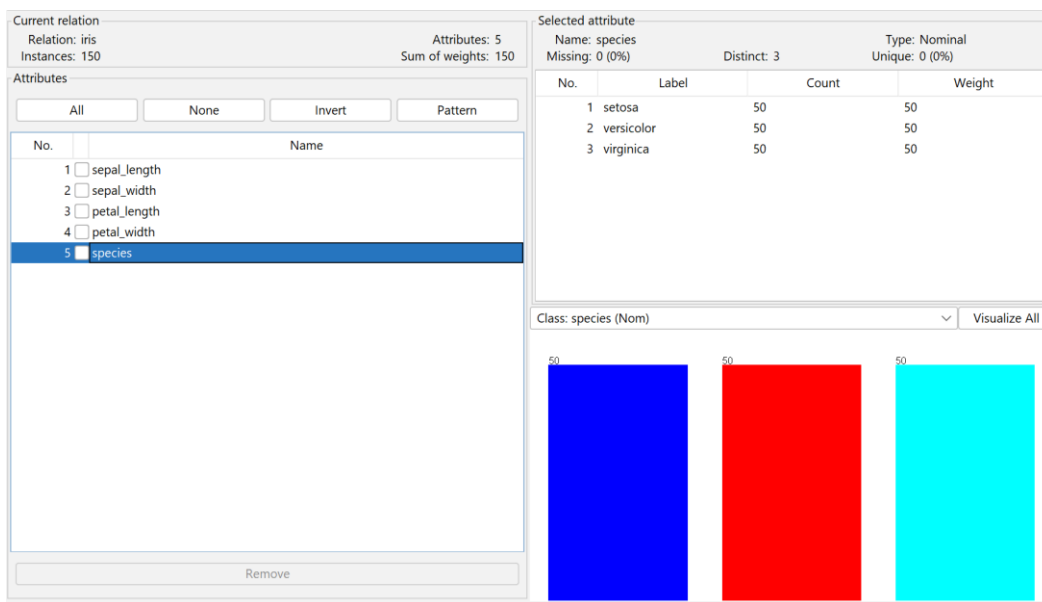 Current relation
Relation: iris
Attributes: 5
Instances: 150
Sum of weights: 150
Attributes
All
None
Invert
Pattern
No.
Name
1 sepal_length
2 sepal_width
3 petal_length
4 petal_width
5 species
Remove
Selected attribute
Name: species
Type: Nominal
Missing: 0 (0%)
Distinct: 3
Unique: 0 (0%)
No. Label Count Weight
1 setosa 50 50
2 versicolor 50 50
3 virginica 50 50
Class: species (Nom)
Visualize All
50 50 50